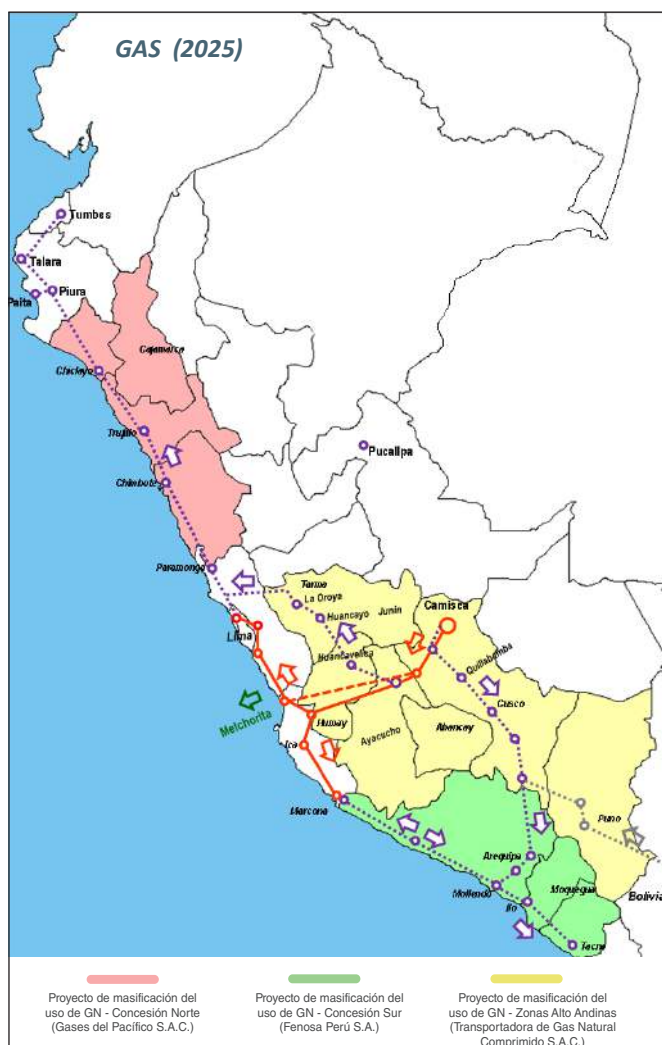 GAS (2025)
Tumbes
Talara
Piura
Paita
Cajamarca
Chiclayo
Trujillo
Chimbote
Pucallpa
Paramonga
Tarma
La Oroya
Huancayo
Junín
Camisea
Lima
Huancavelica
Quillabamba
Cusco
Melchorita
Humay
Ayacucho
Abancay
Ica
Marcona
Puno
Arequipa
Moquegua
Mollendo
Ilo
Bolivia
Tacna
Proyecto de masificación del
uso de GN - Concesión Norte
(Gases del Pacífico S.A.C.)
Proyecto de masificación del
uso de GN - Concesión Sur
(Fenosa Perú S.A.)
Proyecto de masificación del
uso de GN - Zonas Alto Andinas
(Transportadora de Gas Natural
Comprimido S.A.C.)